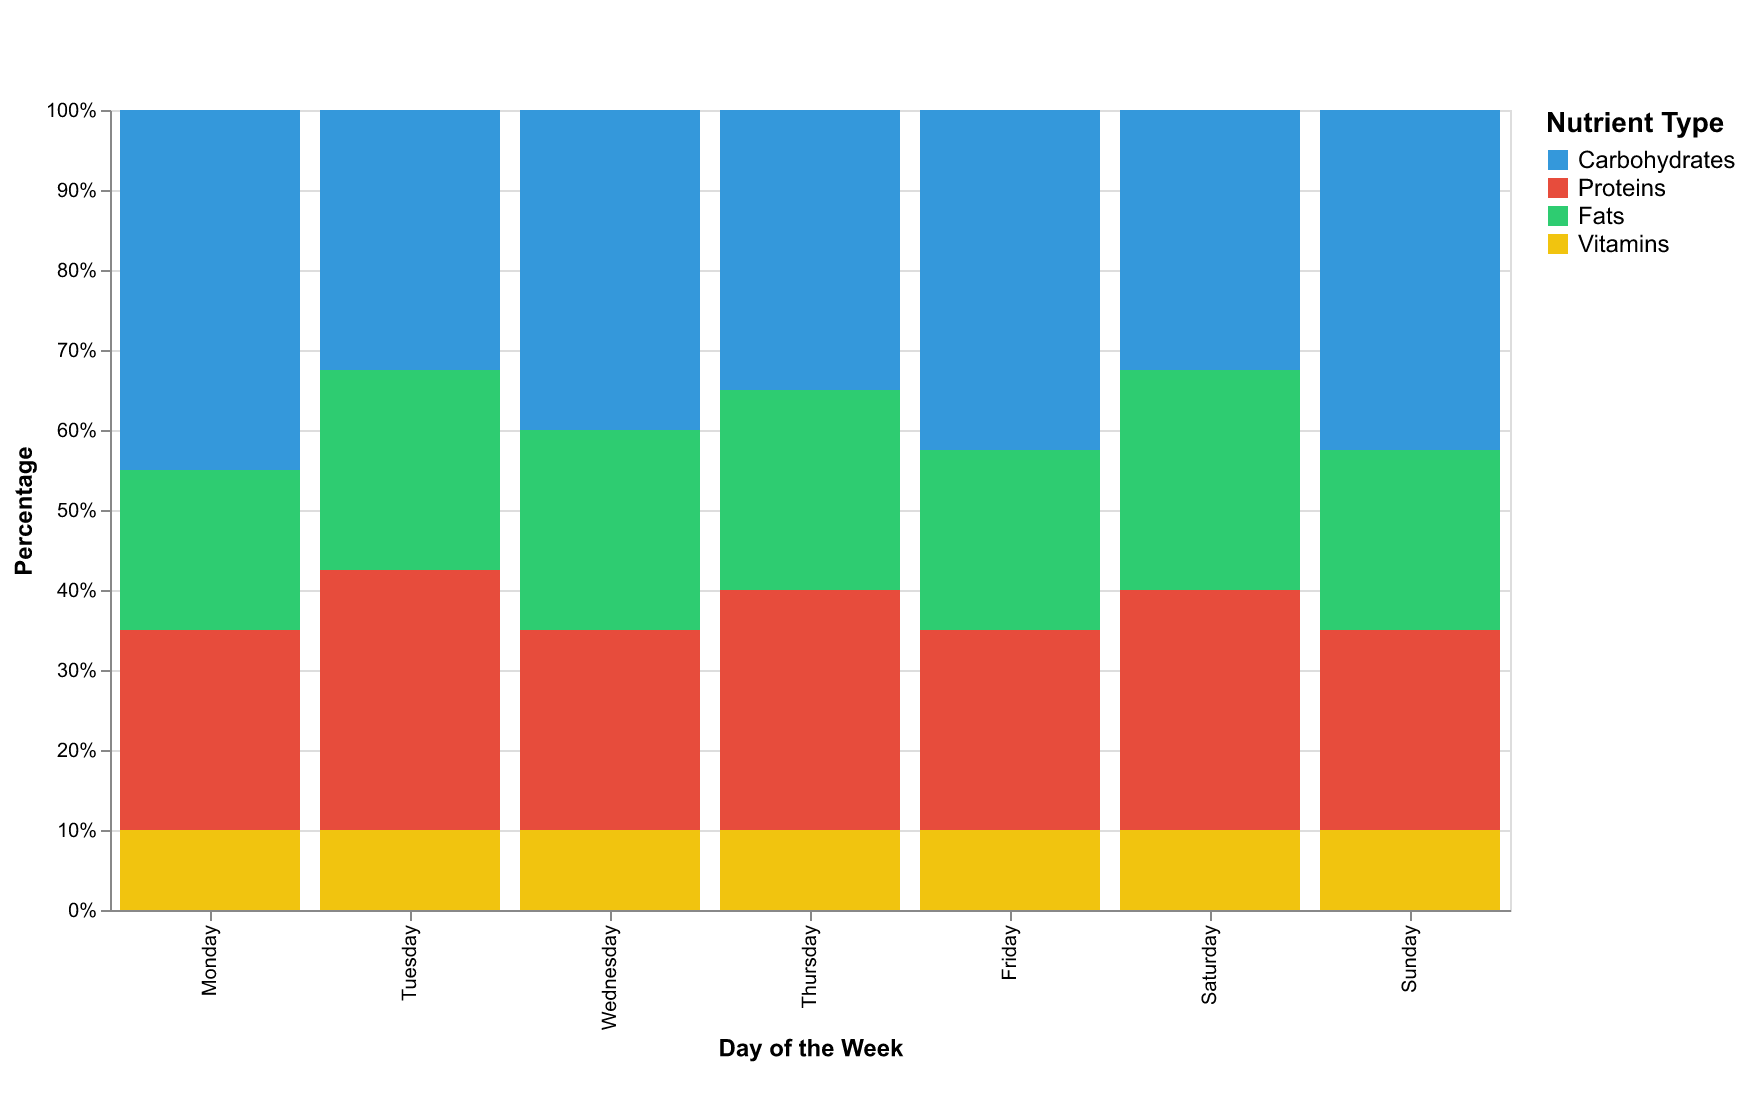 Nutrient Type
Carbohydrates
Proteins
Fats
Vitamins
Percentage
100%
90%
80%
70%
60%
50%
40%
30%
20%
10%
0%
Monday
Tuesday
Wednesday
Thursday
Friday
Saturday
Sunday
Day of the Week